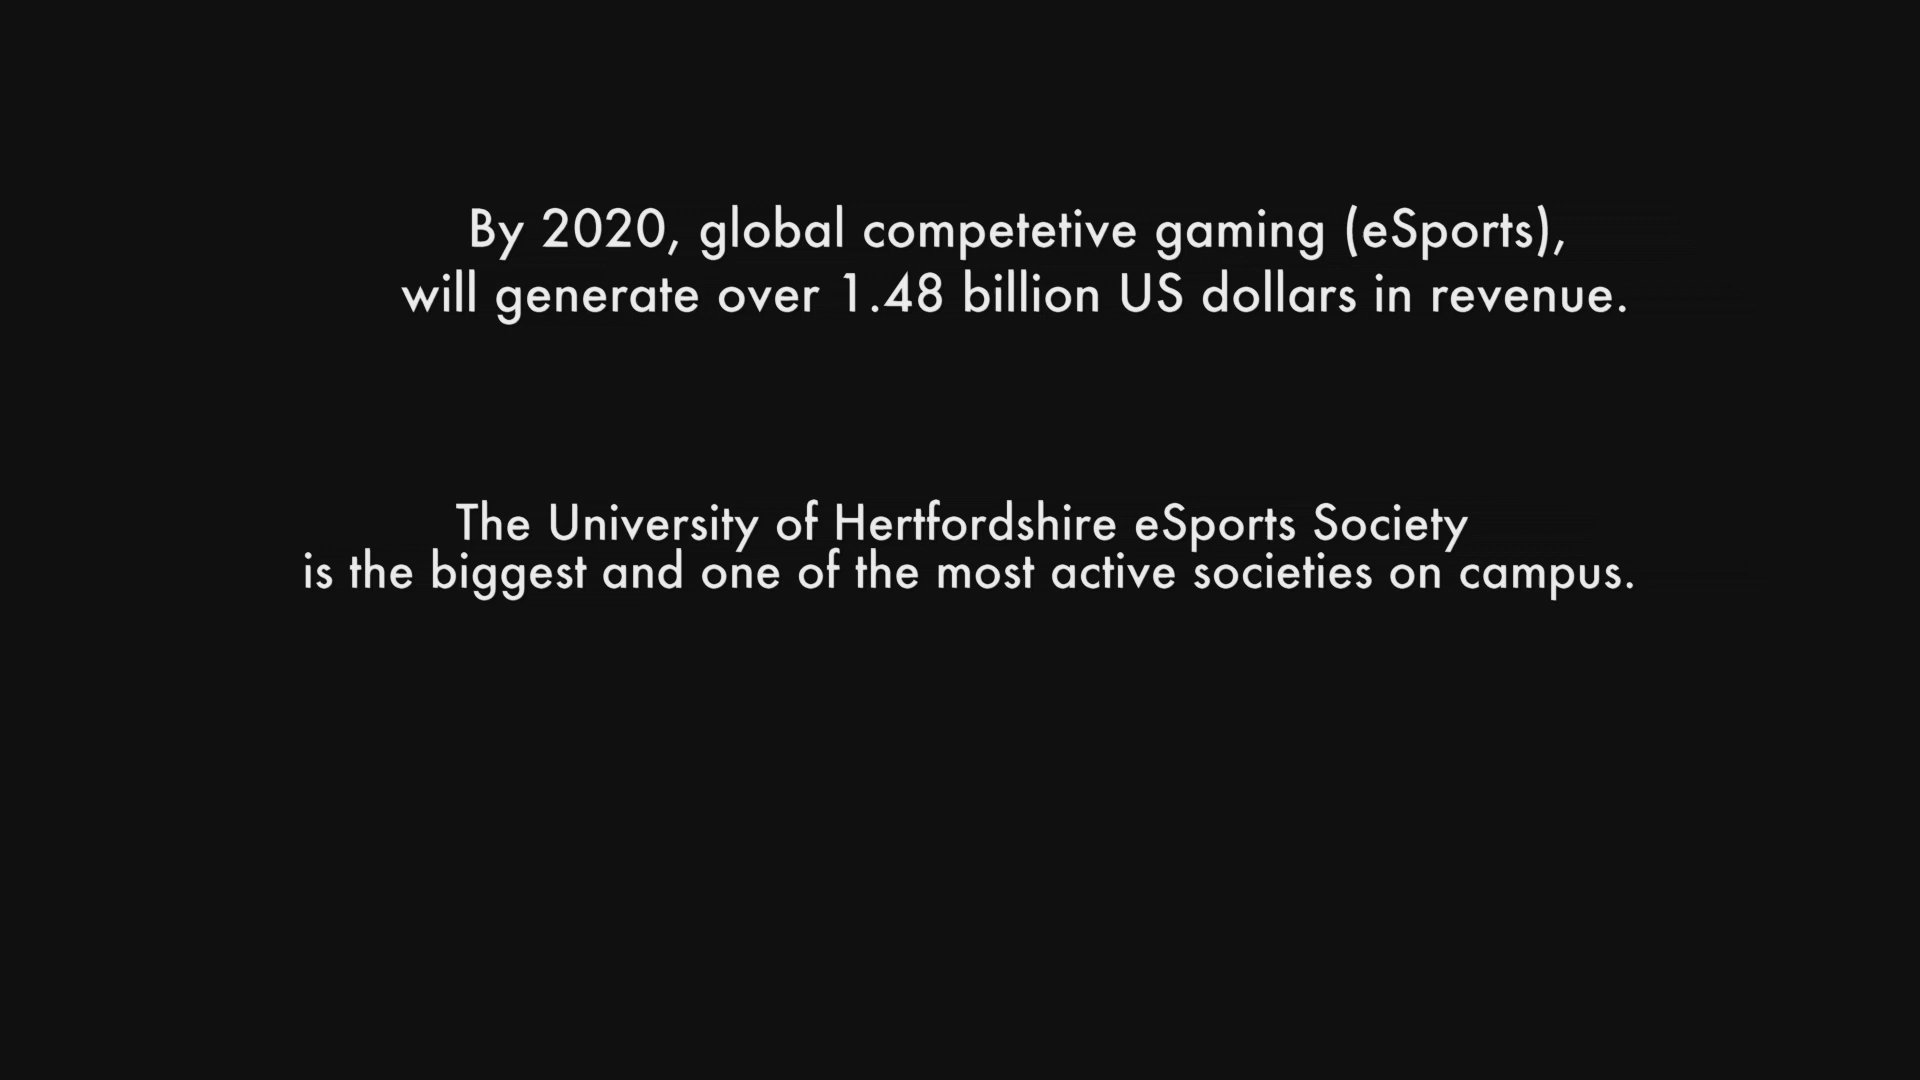 By 2020, global competetive gaming (eSports),
will generate over 1.48 billion US dollars in revenue.
The University of Hertfordshire eSports Society
is the biggest and one of the most active societies on campus.